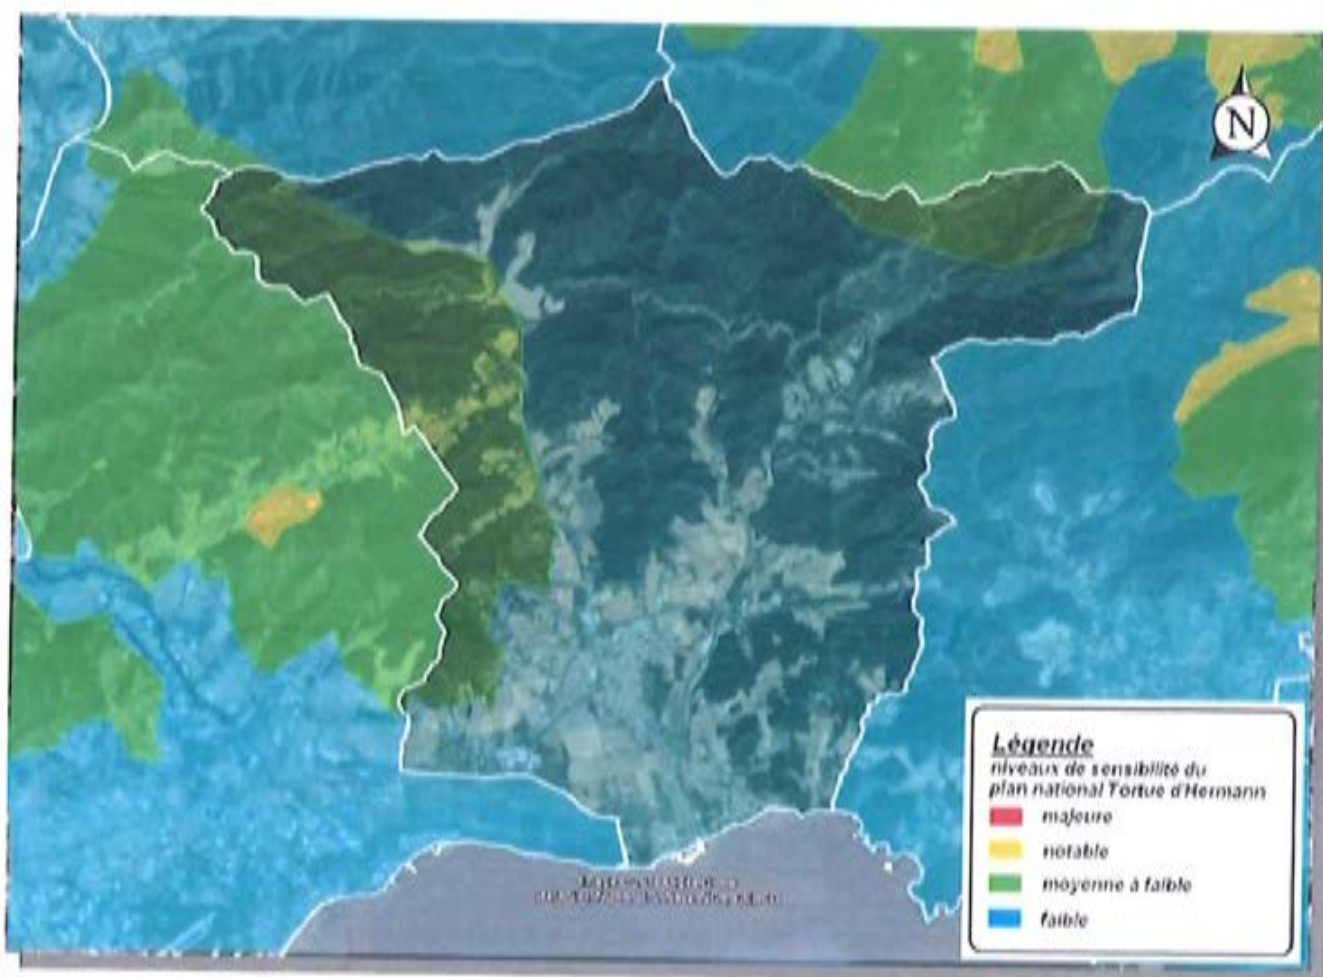 N
Légende
niveaux de sensibilité du
plan national Tortue d'Hermann
majeure
notable
moyenne à faible
faible